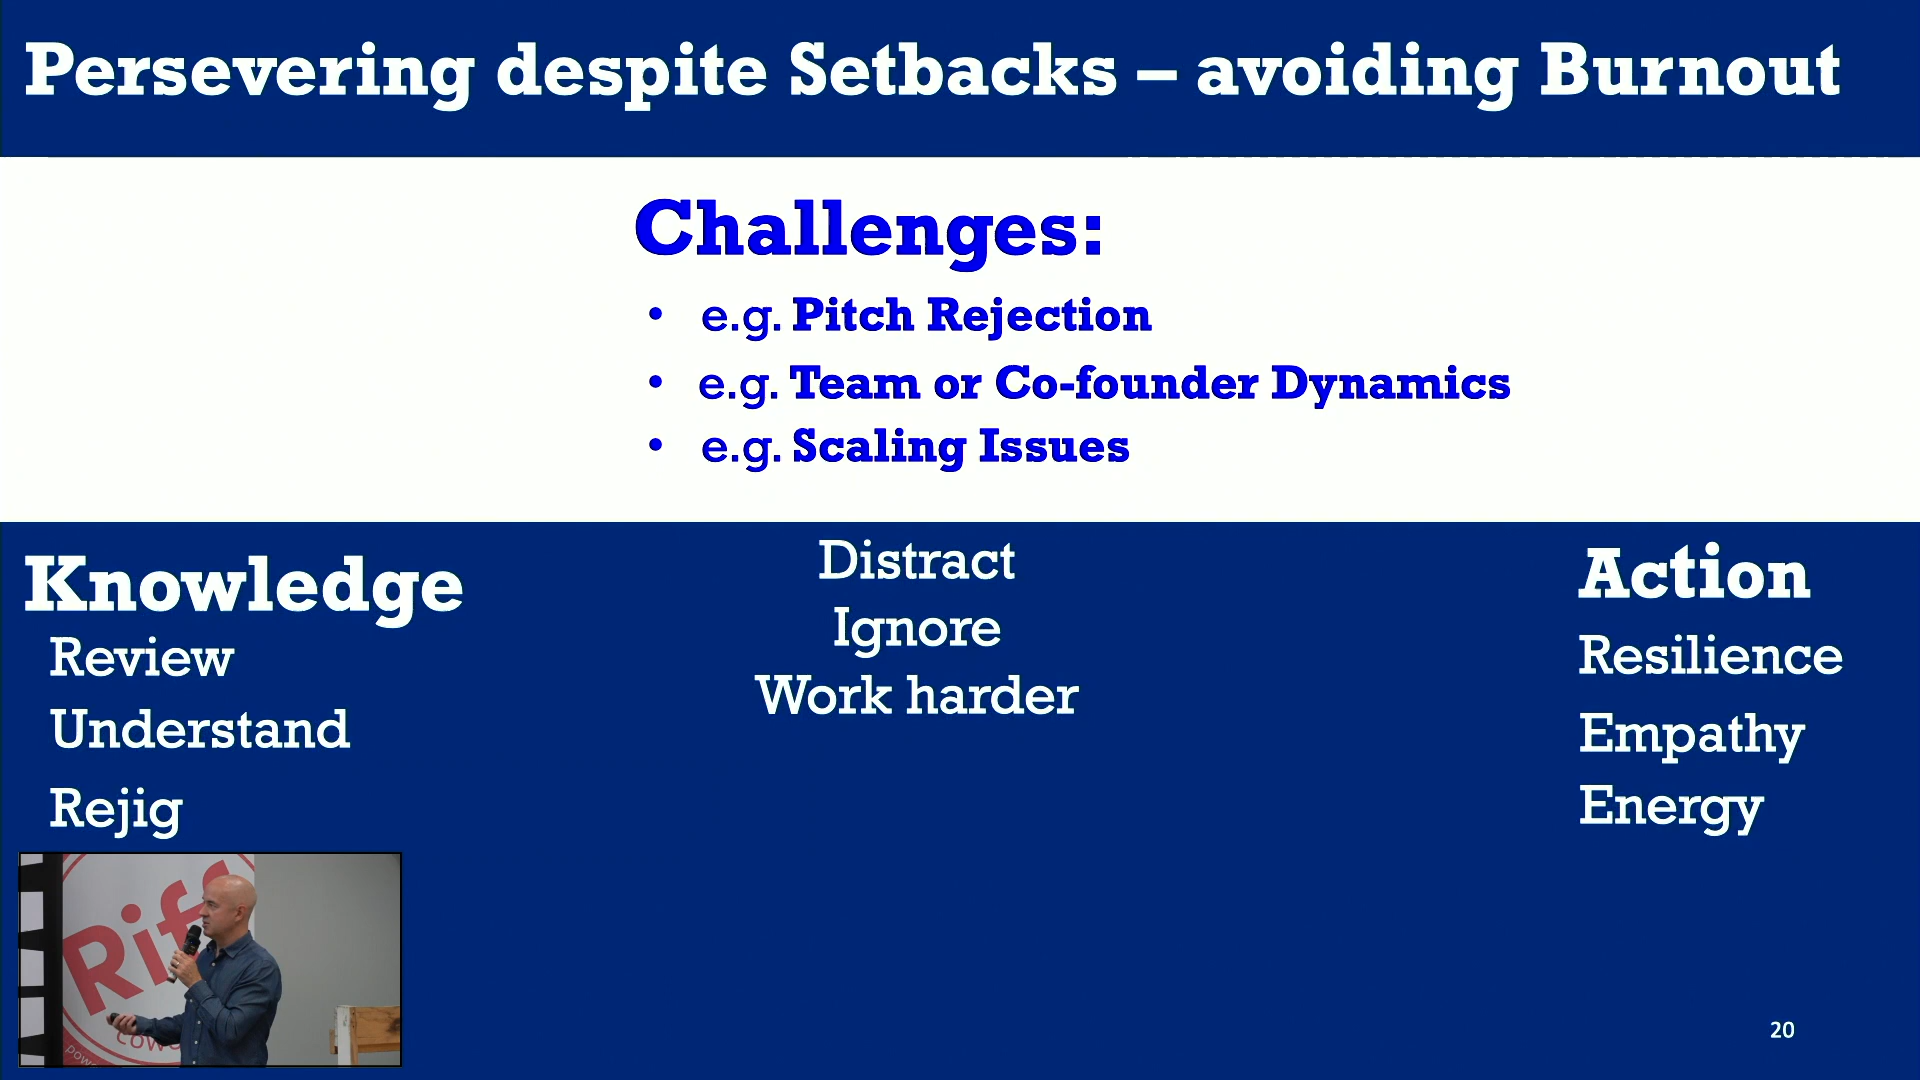 Persevering despite Setbacks – avoiding Burnout
Challenges:
• e.g. Pitch Rejection
• e.g. Team or Co-founder Dynamics
• e.g. Scaling Issues
Knowledge
Review
Understand
Rejig
Distract
Ignore
Work harder
Action
Resilience
Empathy
Energy
20